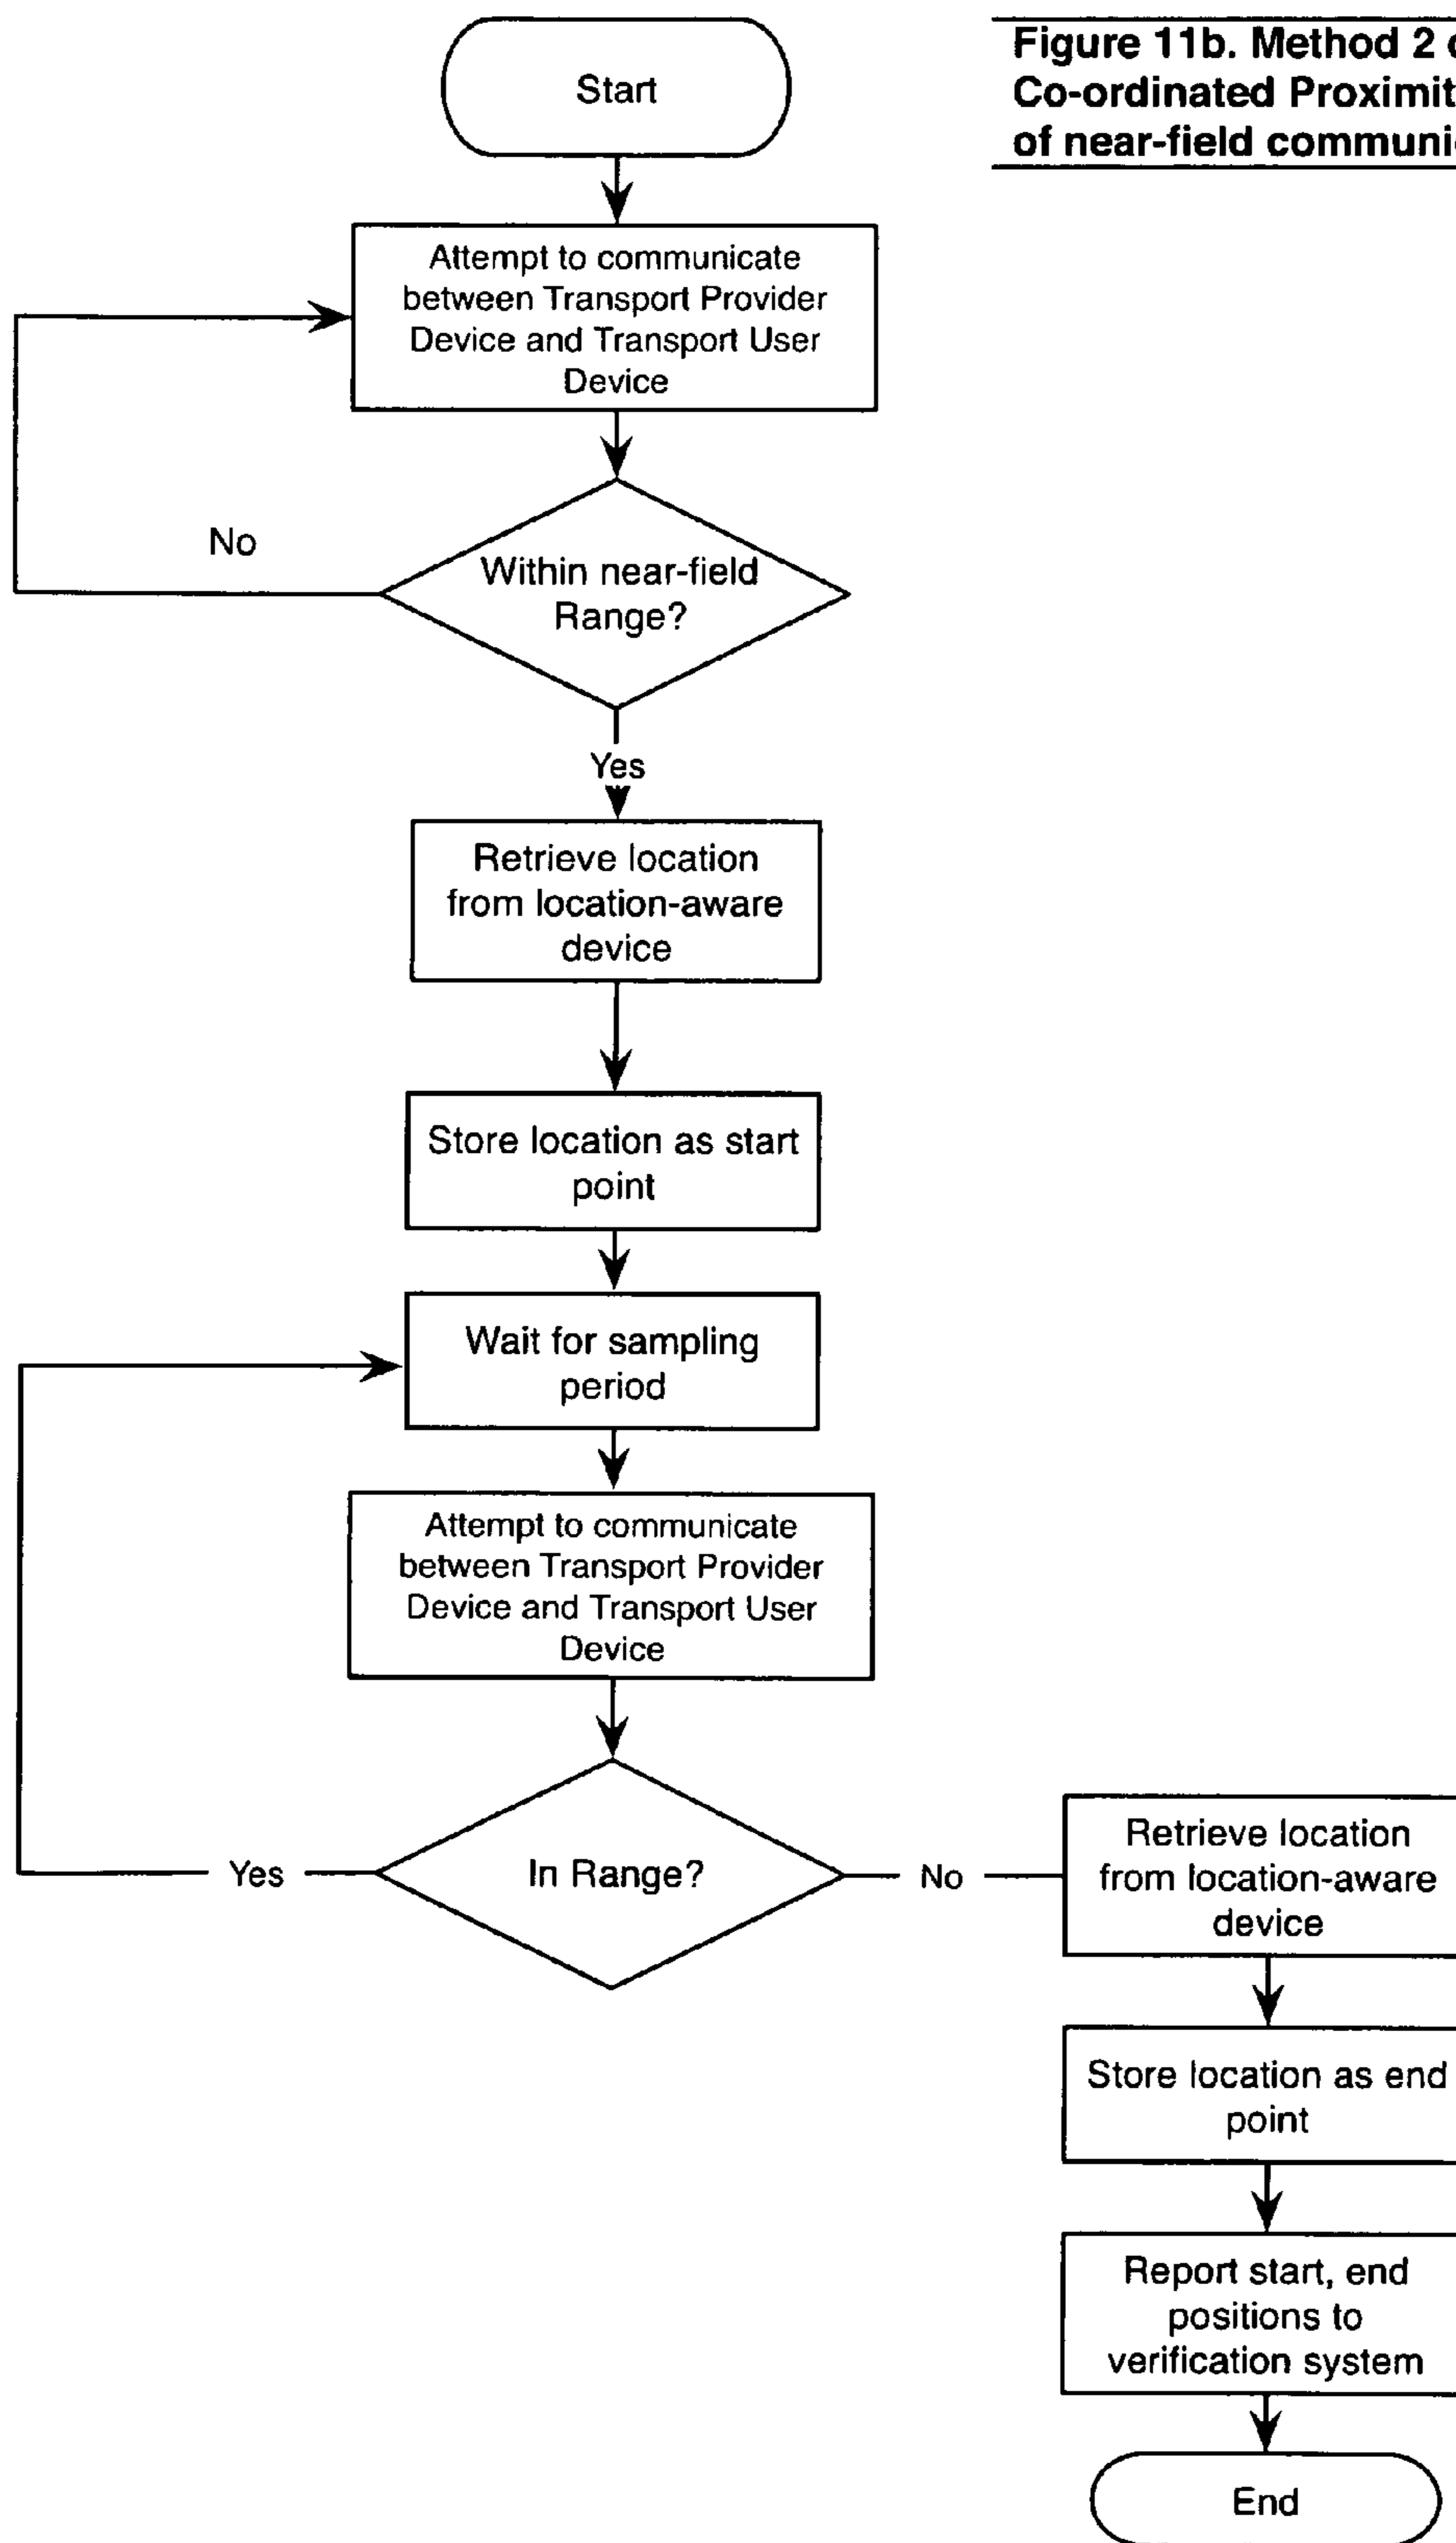 Figure 11b. Method 2
Co-ordinated
of near-field
Start
Attempt to communicate
between Transport Provider
Device and Transport User
Device
Within near-field
Range?
No
Yes
Retrieve location
from location-aware
device
Store location as start
point
Wait for sampling
period
Attempt to communicate
between Transport Provider
Device and Transport User
Device
In Range?
Yes
No
Retrieve location
from location-aware
device
Store location as end
point
Report start, end
positions to
verification system
End